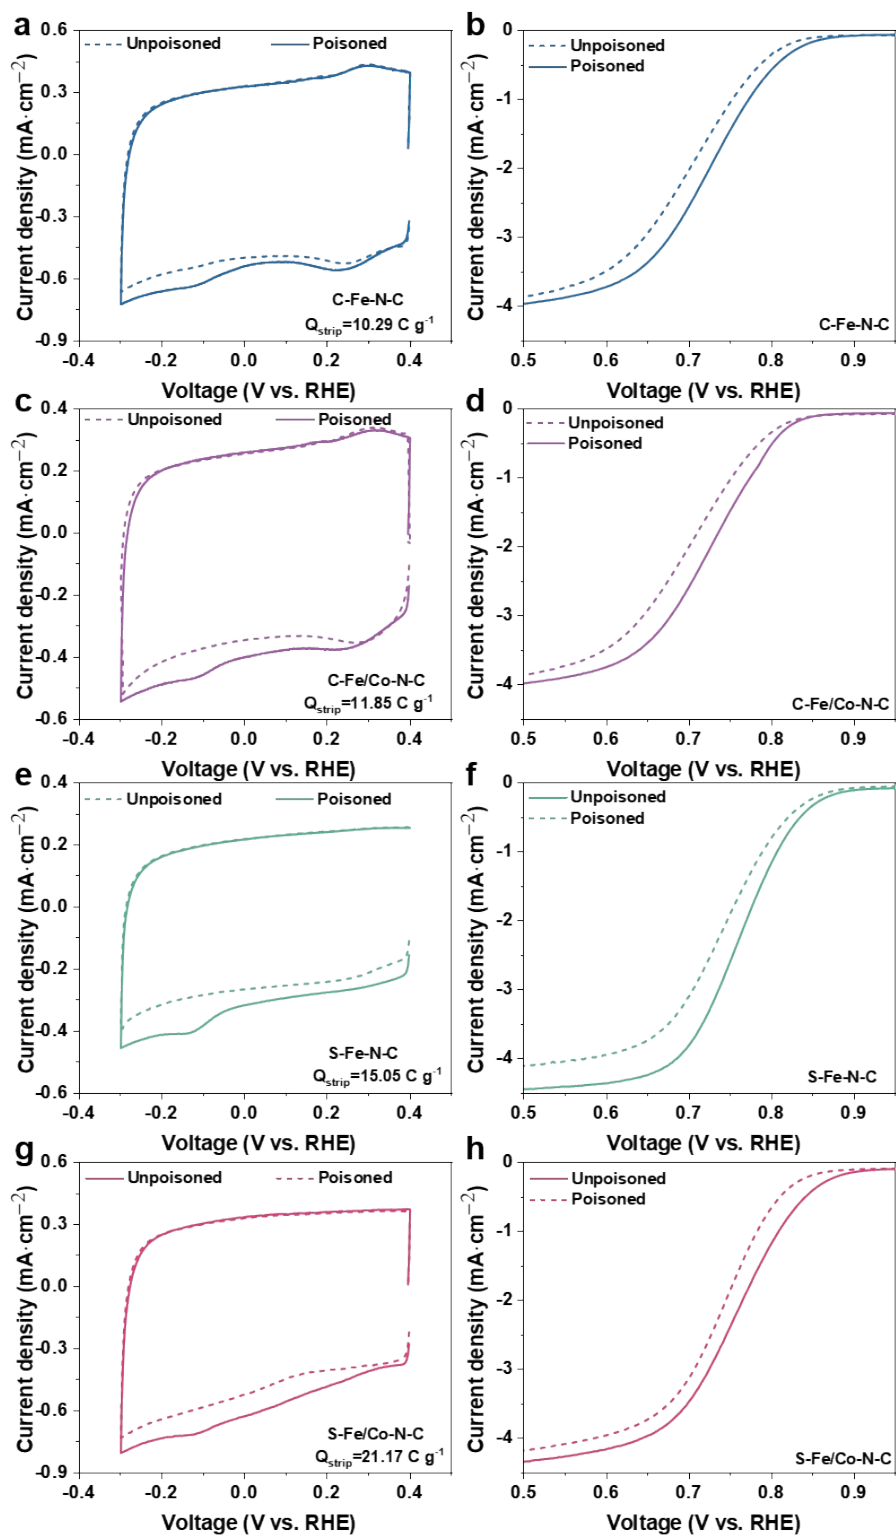 a
0.6
0.3
0.0
-0.3
-0.6
-0.9
Current density (mA·cm⁻²)
Unpoisoned Poisoned
C-Fe-N-C
Qstrip=10.29 C g⁻¹
-0.4 -0.2 0.0 0.2 0.4
Voltage (V vs. RHE)
b
0
-1
-2
-3
-4
Current density (mA·cm⁻²)
Unpoisoned
Poisoned
C-Fe-N-C
0.5 0.6 0.7 0.8 0.9
Voltage (V vs. RHE)
c
0.4
0.2
0.0
-0.2
-0.4
-0.6
Current density (mA·cm⁻²)
Unpoisoned Poisoned
C-Fe/Co-N-C
Qstrip=11.85 C g⁻¹
-0.4 -0.2 0.0 0.2 0.4
Voltage (V vs. RHE)
d
0
-1
-2
-3
-4
Current density (mA·cm⁻²)
Unpoisoned
Poisoned
C-Fe/Co-N-C
0.5 0.6 0.7 0.8 0.9
Voltage (V vs. RHE)
e
0.4
0.2
0.0
-0.2
-0.4
-0.6
Current density (mA·cm⁻²)
Unpoisoned Poisoned
S-Fe-N-C
Qstrip=15.05 C g⁻¹
-0.4 -0.2 0.0 0.2 0.4
Voltage (V vs. RHE)
f
0
-1
-2
-3
-4
Current density (mA·cm⁻²)
Unpoisoned
Poisoned
S-Fe-N-C
0.5 0.6 0.7 0.8 0.9
Voltage (V vs. RHE)
g
0.6
0.3
0.0
-0.3
-0.6
-0.9
Current density (mA·cm⁻²)
Unpoisoned Poisoned
S-Fe/Co-N-C
Qstrip=21.17 C g⁻¹
-0.4 -0.2 0.0 0.2 0.4
Voltage (V vs. RHE)
h
0
-1
-2
-3
-4
Current density (mA·cm⁻²)
Unpoisoned
Poisoned
S-Fe/Co-N-C
0.5 0.6 0.7 0.8 0.9
Voltage (V vs. RHE)